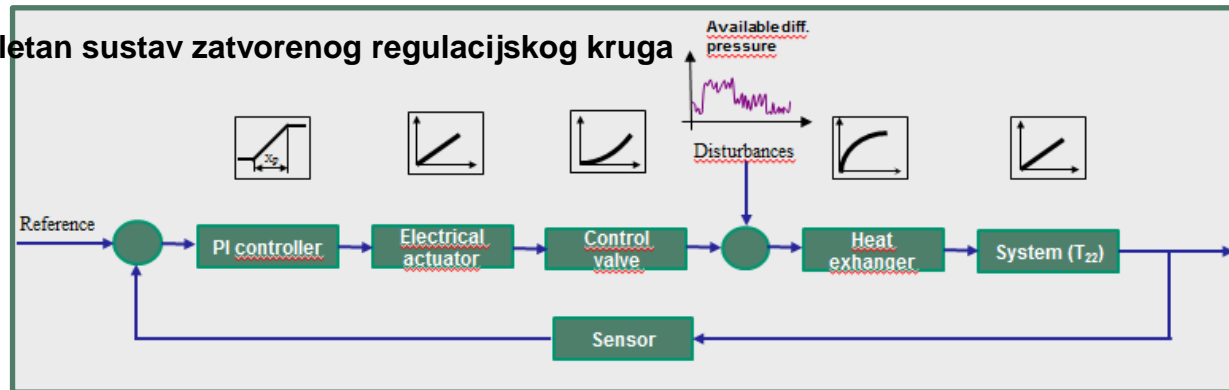 letan sustav zatvorenog regulacijskog kruga
Available diff.
pressure
Xp
Disturbances
Reference
PI controller
Electrical
actuator
Control
valve
Heat
exhanger
System (T22)
Sensor